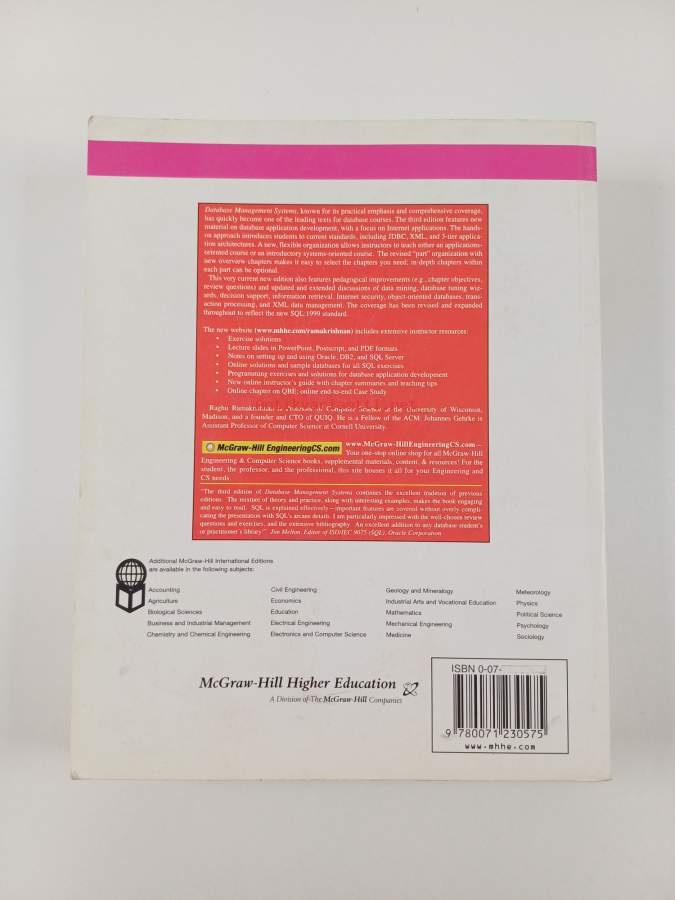 Database Management Systems, known for its practical emphasis and comprehensive coverage,
has quickly become one of the leading texts for database courses. The third edition features new
material on database application development, with a focus on Internet applications. The hands-
on approach introduces students to current standards, including JDBC, XML, and 3-tier applica-
tion architectures. A new, flexible organization allows instructors to teach either an applications-
oriented course or an introductory systems-oriented course. The revised "part" organization with
new overview chapters makes it easy to select the chapters you need; in-depth chapters within
each part can be optional.
This very current new edition also features pedagogical improvements (e.g., chapter objectives,
review questions) and updated and extended discussions of data mining, database tuning wiz-
ards, decision support, information retrieval, Internet security, object-oriented databases, trans-
action processing, and XML data management. The coverage has been revised and expanded
throughout to reflect the new SQL:1999 standard.
The new website (www.mhhe.com/ramakrishnan) includes extensive instructor resources:
• Exercise solutions
• Lecture slides in PowerPoint, Postscript, and PDF formats
• Notes on setting up and using Oracle, DB2, and SQL Server
• Online solutions and sample databases for all SQL exercises
• Programming exercises and solutions for database application development
• New online instructor's guide with chapter summaries and teaching tips
• Online chapter on QBE; online end-to-end Case Study
Raghu Ramakrishnan is Professor of Computer Science at the University of Wisconsin,
Madison, and a founder and CTO of QUIQ. He is a Fellow of the ACM. Johannes Gehrke is
Assistant Professor of Computer Science at Cornell University.
McGraw-Hill EngineeringCS.com www.McGraw-HillEngineeringCS.com—
Your one-stop online shop for all McGraw-Hill
Engineering & Computer Science books, supplemental materials, content, & resources! For the
student, the professor, and the professional, this site houses it all for your Engineering and
CS needs.
"The third edition of Database Management Systems continues the excellent tradition of previous
editions. The mixture of theory and practice, along with interesting examples, makes the book engaging
and easy to read. SQL is explained effectively—important features are covered without overly compli-
cating the presentation with SQL's arcane details. I am particularly impressed with the well-chosen review
questions and exercises, and the extensive bibliography. An excellent addition to any database student's
or practitioner's library." Jim Melton, Editor of ISO/IEC 9075 (SQL), Oracle Corporation
Additional McGraw-Hill International Editions
are available in the following subjects:
Accounting Civil Engineering Geology and Mineralogy Meteorology
Agriculture Economics Industrial Arts and Vocational Education Physics
Biological Sciences Education Mathematics Political Science
Business and Industrial Management Electrical Engineering Mechanical Engineering Psychology
Chemistry and Chemical Engineering Electronics and Computer Science Medicine Sociology
McGraw-Hill Higher Education
A Division of The McGraw-Hill Companies
ISBN 0-07-
9 780071 230575
www.mhhe.com